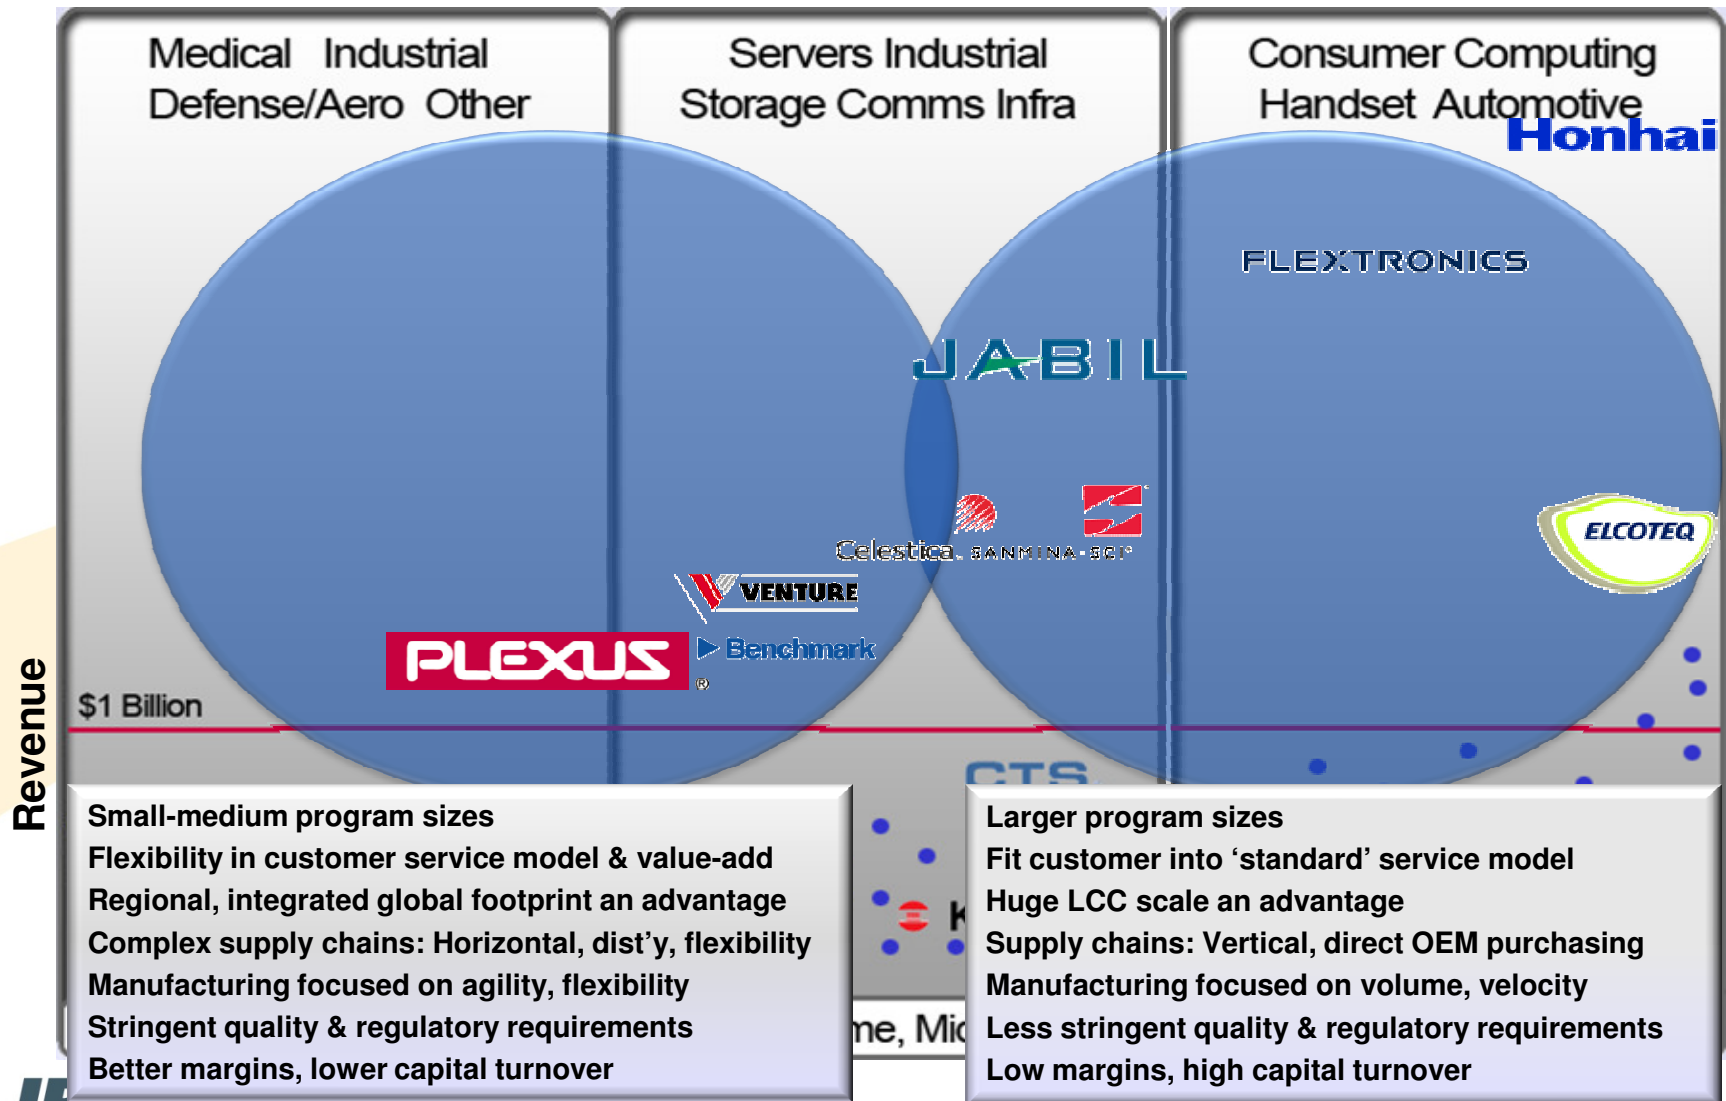 Medical Industrial
Defense/Aero Other
Servers Industrial
Storage Comms Infra
Consumer Computing
Handset Automotive
Honhai
FLEXTRONICS
JABIL
ELCOTEQ
Celestica
SANMINA-SCI
VENTURE
PLEXUS ®
Benchmark
Revenue
$1 Billion
CTS
K
Small-medium program sizes
Flexibility in customer service model & value-add
Regional, integrated global footprint an advantage
Complex supply chains: Horizontal, dist’y, flexibility
Manufacturing focused on agility, flexibility
Stringent quality & regulatory requirements
Better margins, lower capital turnover
Larger program sizes
Fit customer into ‘standard’ service model
Huge LCC scale an advantage
Supply chains: Vertical, direct OEM purchasing
Manufacturing focused on volume, velocity
Less stringent quality & regulatory requirements
Low margins, high capital turnover